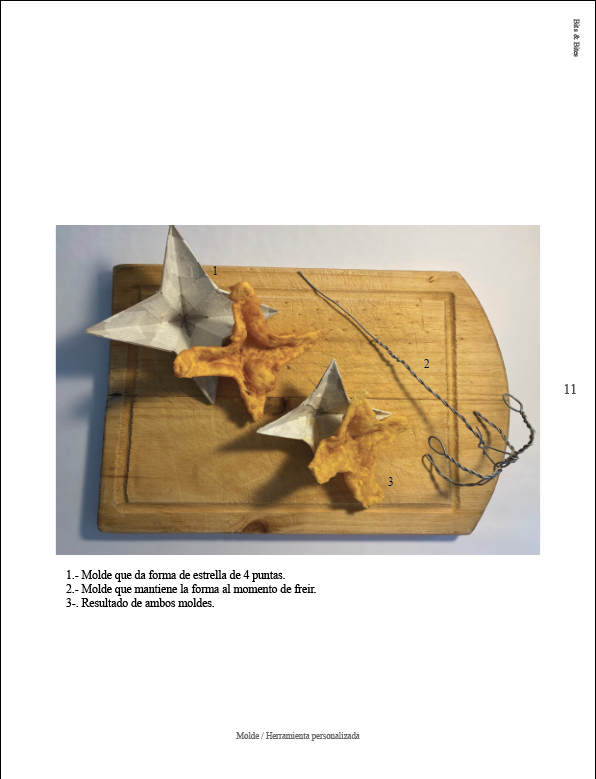 Bits & Bites
1
2
11
3
1.- Molde que da forma de estrella de 4 puntas.
2.- Molde que mantiene la forma al momento de freir.
3-. Resultado de ambos moldes.
Molde / Herramienta personalizada